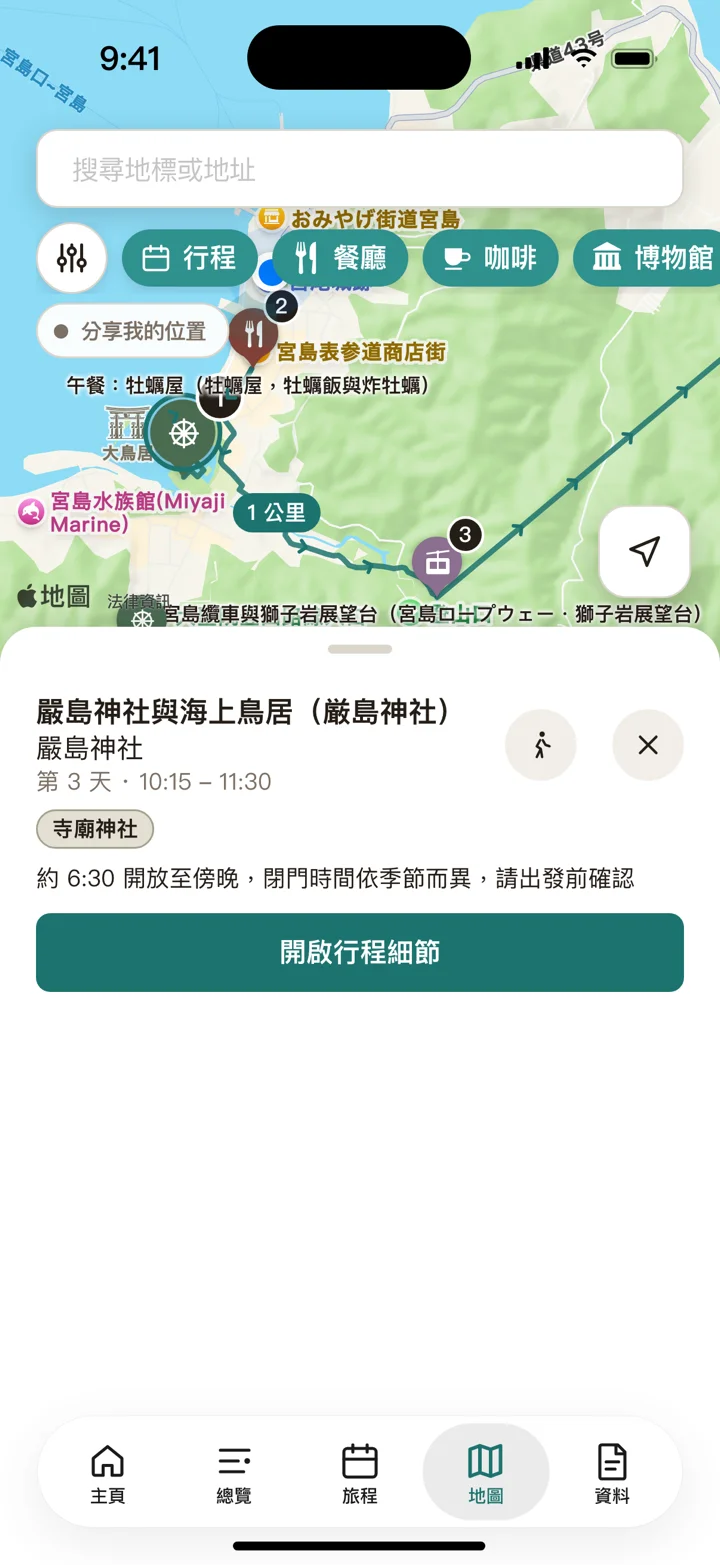 9:41
県道43号
宮島口~宮島
搜尋地標或地址
おみやげ街道宮島
行程
餐廳
咖啡
博物館
2
分享我的位置
宮島表参道商店街
午餐：牡蠣屋（牡蠣屋，牡蠣飯與炸牡蠣）
1
大鳥居
宮島水族館(Miyaji
Marine)
1 公里
3
地圖
法律資訊
宮島纜車與獅子岩展望台（宮島ロープウェー · 獅子岩展望台）
嚴島神社與海上鳥居（厳島神社）
嚴島神社
第 3 天 · 10:15 – 11:30
寺廟神社
約 6:30 開放至傍晚，閉門時間依季節而異，請出發前確認
開啟行程細節
主頁
總覽
旅程
地圖
資料